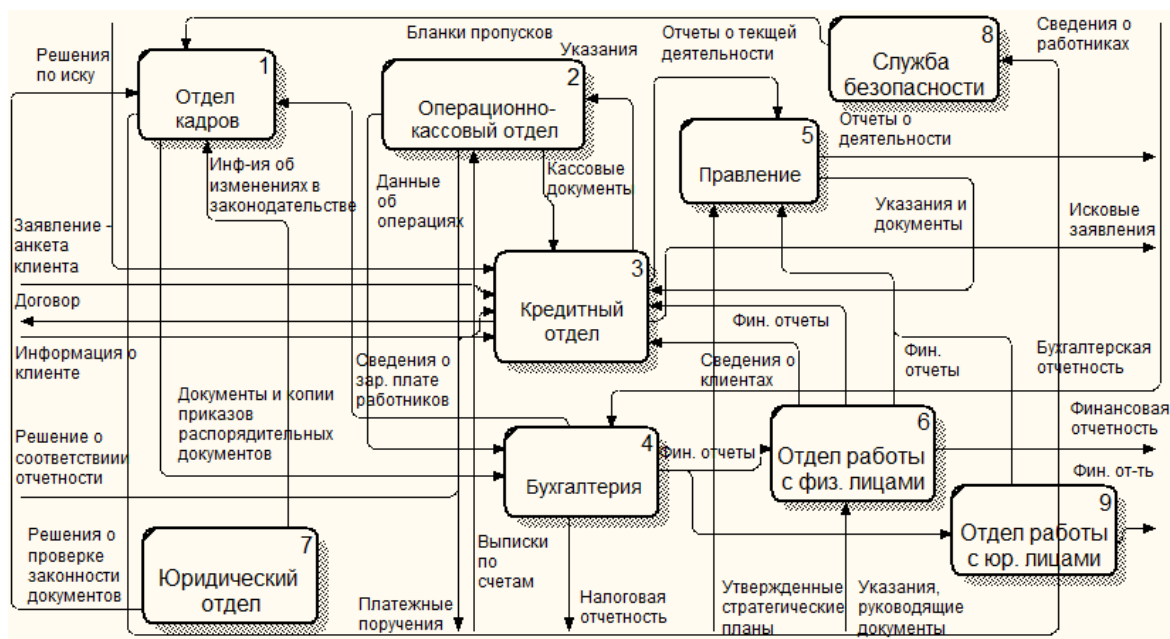 Бланки пропусков
Указания
Отчеты о текщей
деятельности
Сведения о
работниках
Решения
по иску
1
Отдел
кадров
2
Операционно-
кассовый отдел
8
Служба
безопасности
5
Правление
Отчеты о
деятельности
Инф-ия об
изменениях в
законодательстве
Данные
об
операциях
Кассовые
документы
Указания и
документы
Исковые
заявления
Заявление -
анкета
клиента
3
Кредитный
отдел
Договор
Фин. отчеты
Информация о
клиенте
Сведения о
зар. плате
работников
Сведения о
клиентах
Фин.
отчеты
Бухгалтерская
отчетность
Документы и копии
приказов
распорядительных
документов
Решение о
соответствиии
отчетности
4
Бухгалтерия
Фин. отчеты
6
Отдел работы
с физ. лицами
Финансовая
отчетность
Фин. от-ть
9
Отдел работы
с юр. лицами
Решения о
проверке
законности
документов
7
Юридический
отдел
Выписки
по
счетам
Платежные
поручения
Налоговая
отчетность
Утвержденные
стратегические
планы
Указания,
руководящие
документы